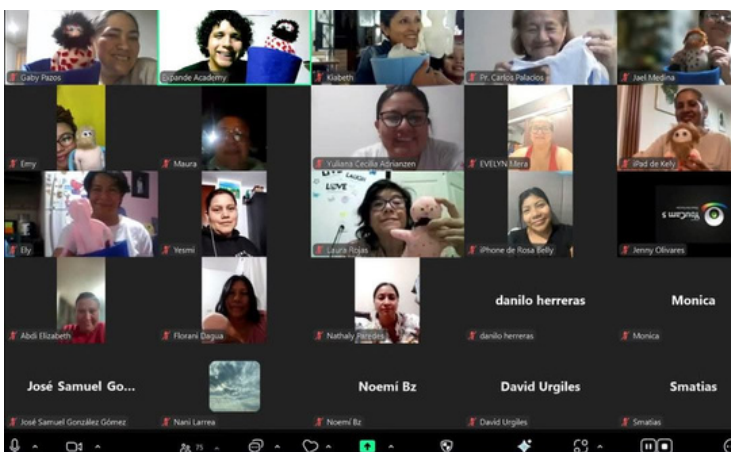 Gaby Pazos
Expande Academy
Kiabeth
Pr. Carlos Palacios
Jael Medina
Emy
Maura
Yuliana Cecilia Adrianzen
EVELYN Mera
iPad de Kely
Ely
Yesmi
LAUGH
LOVE
Laura Rojas
iPhone de Rosa Belly
YouCam 5
Jenny Olivares
Abdi Elizabeth
Florani Dagua
Nathaly Paredes
danilo herreras
danilo herreras
Monica
Monica
José Samuel Go...
José Samuel González Gómez
Nani Larrea
Noemí Bz
Noemí Bz
David Urgiles
David Urgiles
Smatias
Smatias
75